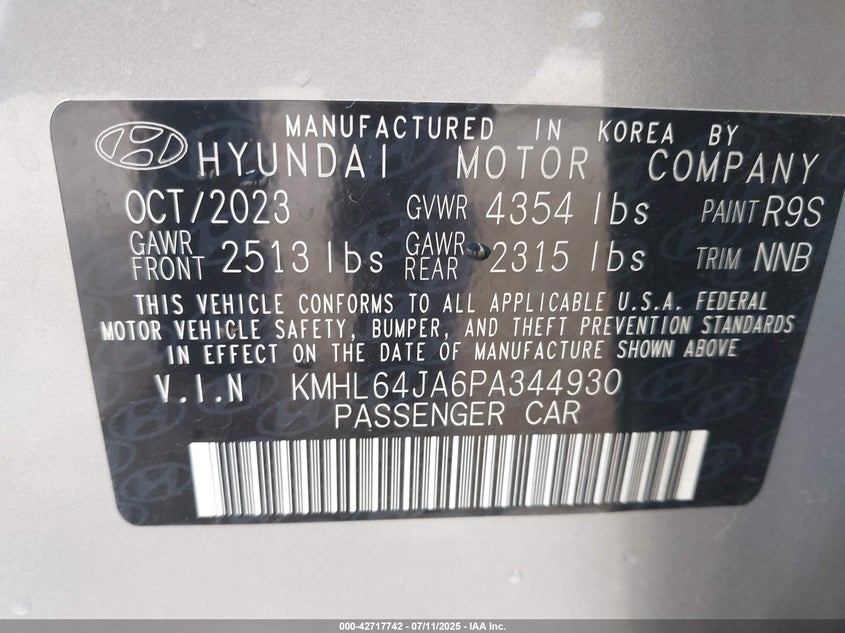 MANUFACTURED IN KOREA BY
HYUNDAI MOTOR COMPANY
OCT/2023 GVWR 4354 lbs PAINT R9S
GAWR FRONT 2513 lbs GAWR REAR 2315 lbs TRIM NNB
THIS VEHICLE CONFORMS TO ALL APPLICABLE U.S.A. FEDERAL
MOTOR VEHICLE SAFETY, BUMPER, AND THEFT PREVENTION STANDARDS
IN EFFECT ON THE DATE OF MANUFACTURE SHOWN ABOVE
V.I.N KMHL64JA6PA344930
PASSENGER CAR
000-42717742 - 07/11/2025 - IAA Inc.